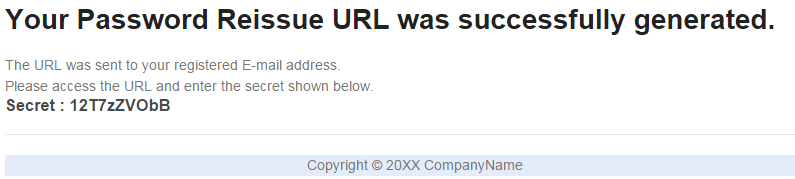 Your Password Reissue URL was successfully generated.
The URL was sent to your registered E-mail address.
Please access the URL and enter the secret shown below.
Secret : 12T7zZVObB
Copyright © 20XX CompanyName